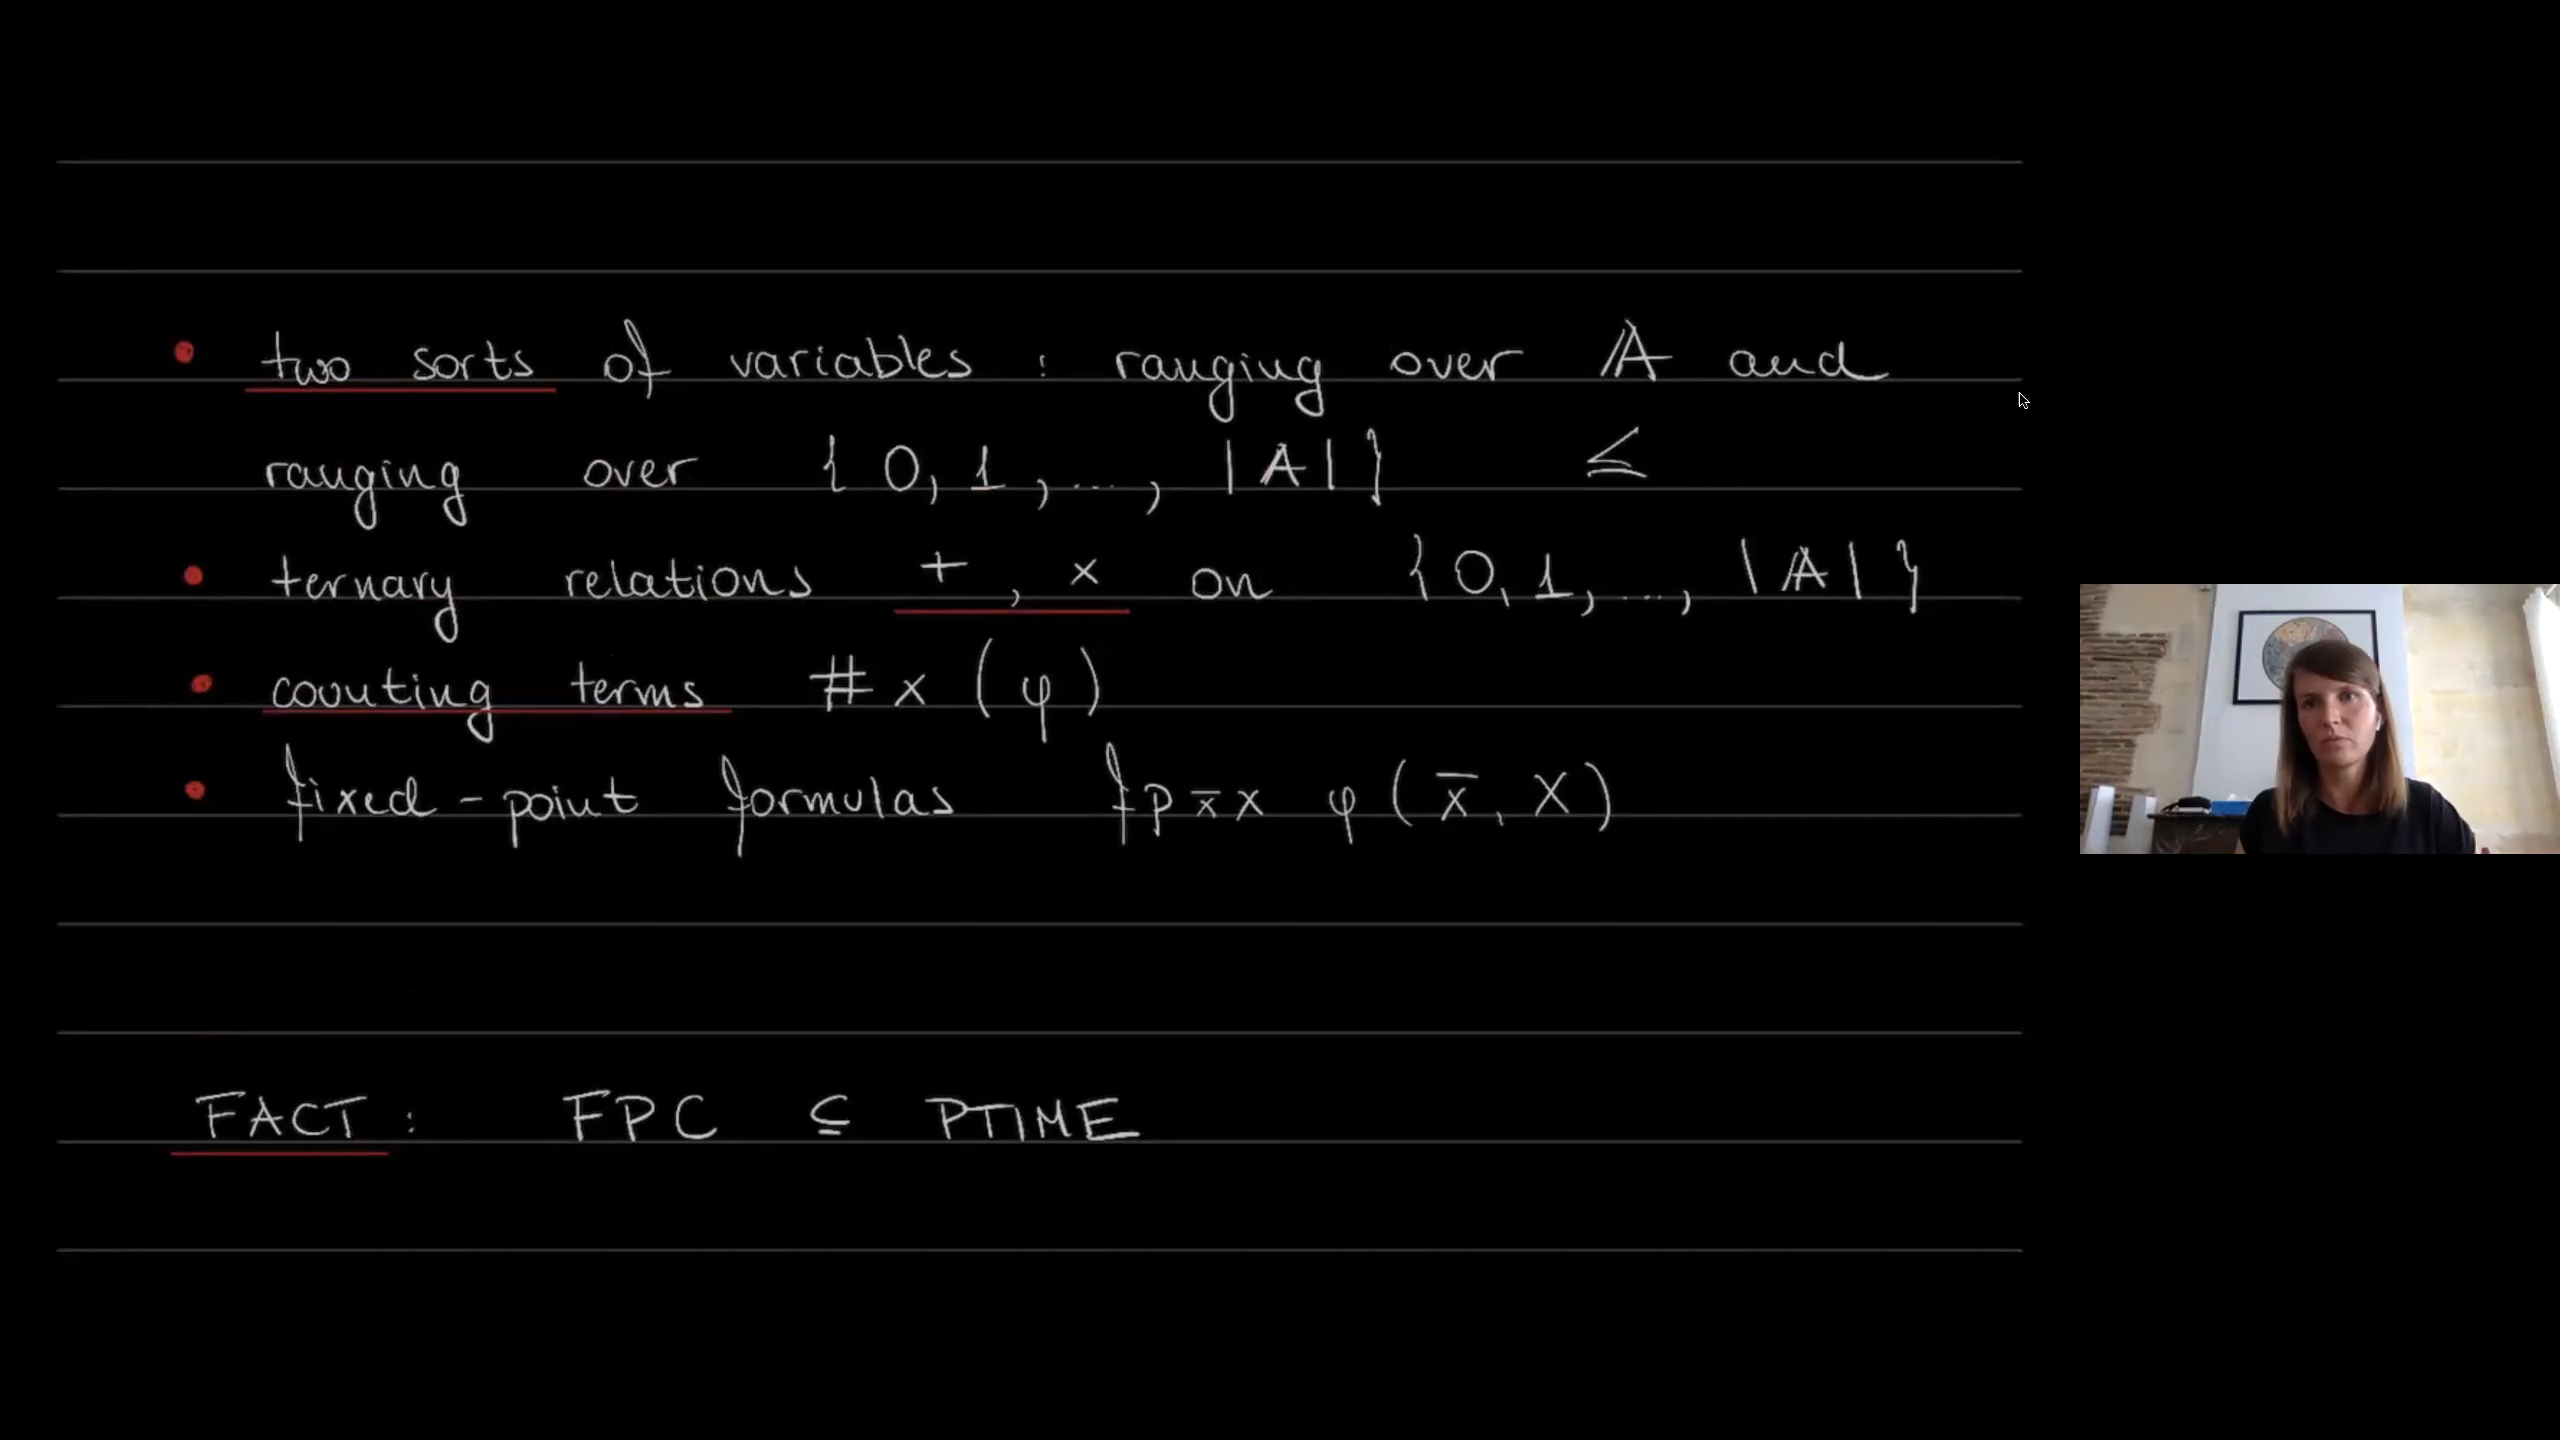 • two sorts of variables : ranging over 𝔸 and
ranging over { 0, 1, ..., |𝔸| } ≤
• ternary relations +, × on { 0, 1, ..., |𝔸| }
• counting terms # x ( φ )
• fixed-point formulas fp x̄ X φ ( x̄, X )
FACT : FPC ⊆ PTIME